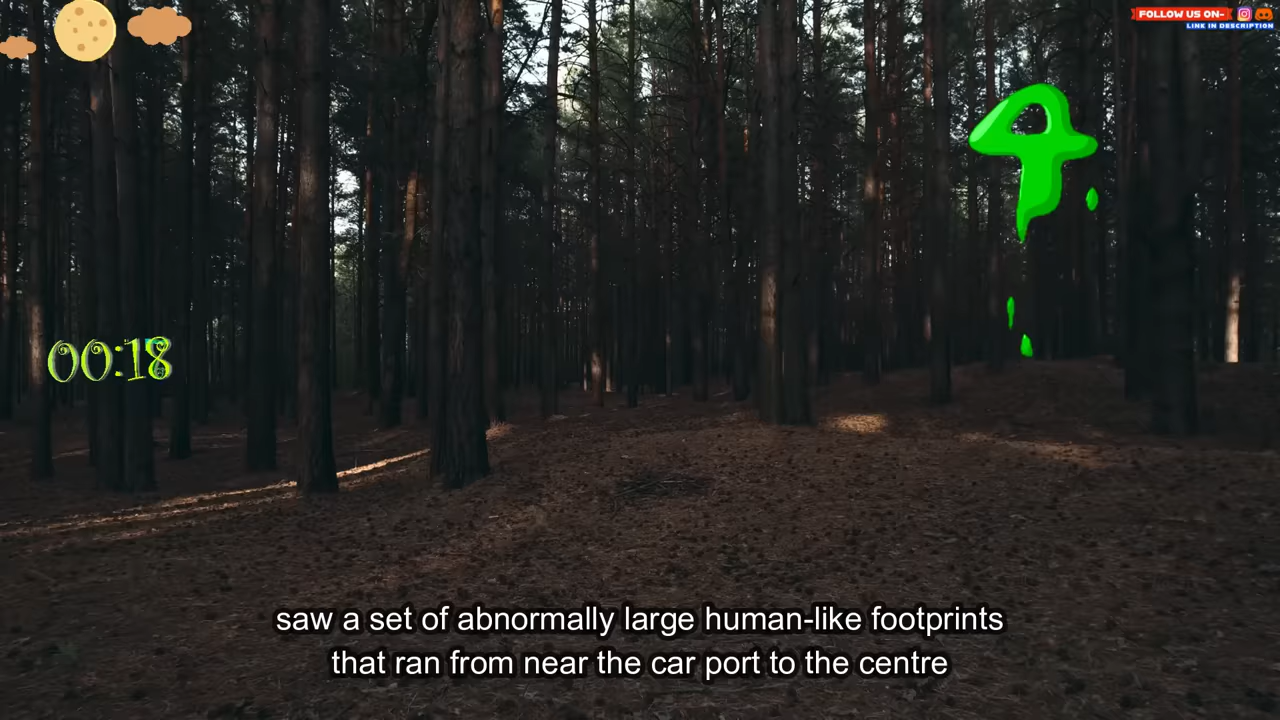 FOLLOW US ON-
LINK IN DESCRIPTION
4
00:18
saw a set of abnormally large human-like footprints
that ran from near the car port to the centre